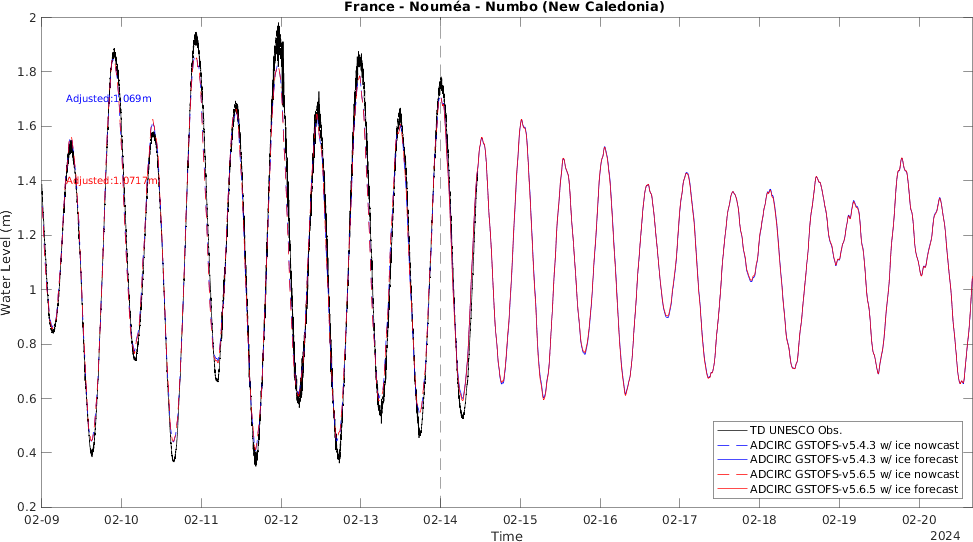 France - Nouméa - Numbo (New Caledonia)
2
1.8
1.6
1.4
1.2
1
0.8
0.6
0.4
0.2
Water Level (m)
Adjusted:1.069m
Adjusted:1.0717m
TD UNESCO Obs.
ADCIRC GSTOFS-v5.4.3 w/ ice nowcast
ADCIRC GSTOFS-v5.4.3 w/ ice forecast
ADCIRC GSTOFS-v5.6.5 w/ ice nowcast
ADCIRC GSTOFS-v5.6.5 w/ ice forecast
02-09 02-10 02-11 02-12 02-13 02-14 02-15 02-16 02-17 02-18 02-19 02-20
Time
2024